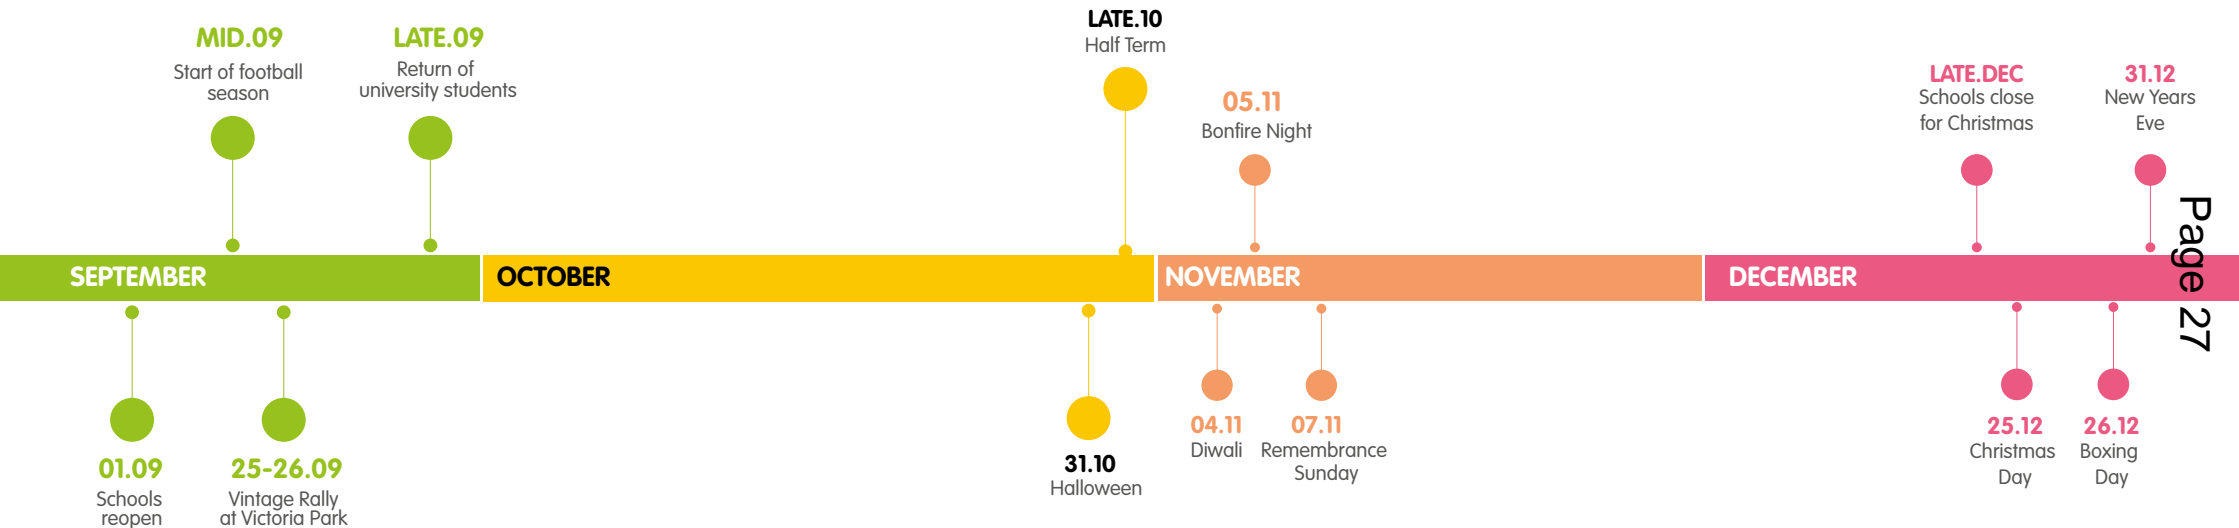 MID.09
Start of football
season
LATE.09
Return of
university students
LATE.10
Half Term
05.11
Bonfire Night
LATE.DEC
Schools close
for Christmas
31.12
New Years
Eve
SEPTEMBER
OCTOBER
NOVEMBER
DECEMBER
Page 27
01.09
Schools
reopen
25-26.09
Vintage Rally
at Victoria Park
31.10
Halloween
04.11
Diwali
07.11
Remembrance
Sunday
25.12
Christmas
Day
26.12
Boxing
Day